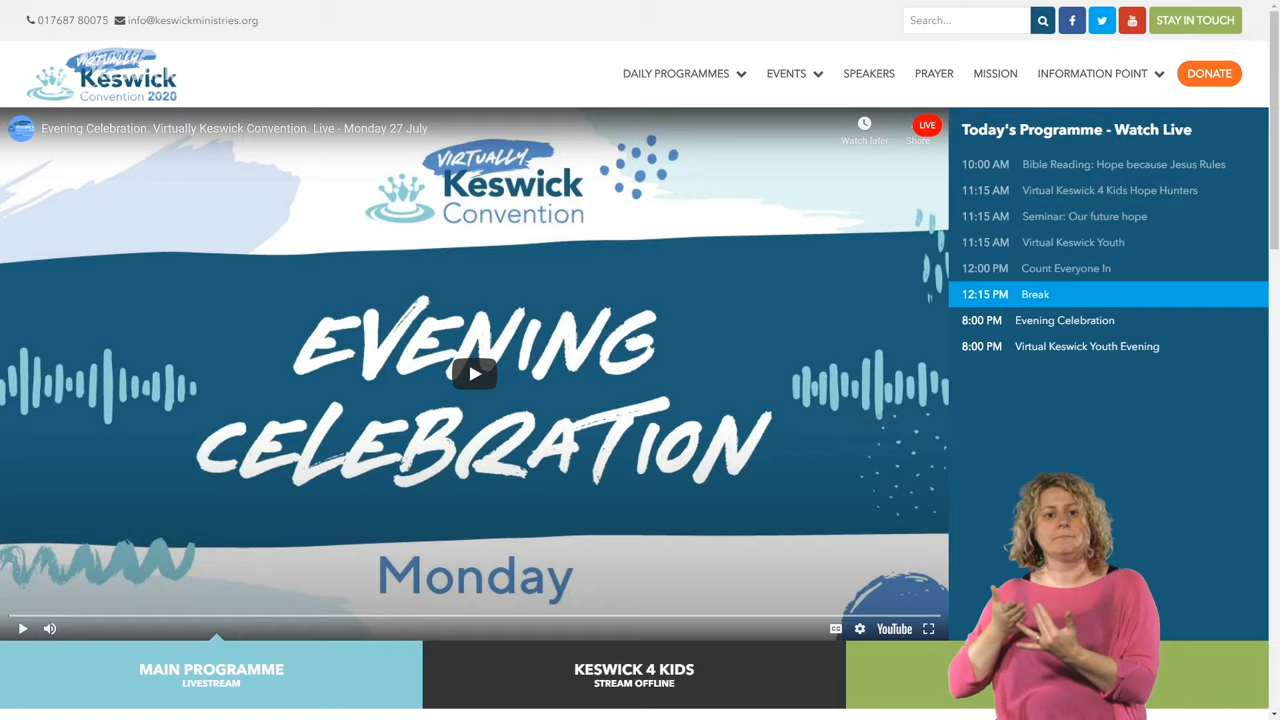 017687 80075 info@keswickministries.org
Search...
STAY IN TOUCH
VIRTUALLY
Keswick
Convention 2020
DAILY PROGRAMMES EVENTS SPEAKERS PRAYER MISSION INFORMATION POINT DONATE
Evening Celebration. Virtually Keswick Convention. Live - Monday 27 July
Watch later
Share
LIVE
VIRTUALLY
Keswick
Convention
EVENING
CELEBRATION
Monday
YouTube
Today's Programme - Watch Live
10:00 AM Bible Reading: Hope because Jesus Rules
11:15 AM Virtual Keswick 4 Kids Hope Hunters
11:15 AM Seminar: Our future hope
11:15 AM Virtual Keswick Youth
12:00 PM Count Everyone In
12:15 PM Break
8:00 PM Evening Celebration
8:00 PM Virtual Keswick Youth Evening
MAIN PROGRAMME
LIVESTREAM
KESWICK 4 KIDS
STREAM OFFLINE